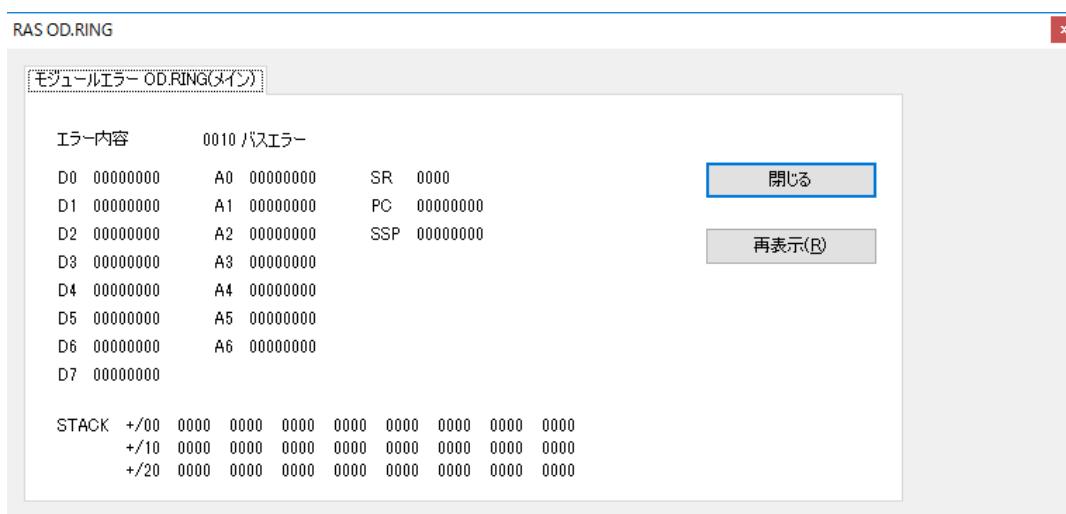 RAS OD.RING
モジュールエラー OD.RING(メイン)
エラー内容 0010 バスエラー
D0 00000000 A0 00000000 SR 0000
閉じる
D1 00000000 A1 00000000 PC 00000000
D2 00000000 A2 00000000 SSP 00000000
再表示(R)
D3 00000000 A3 00000000
D4 00000000 A4 00000000
D5 00000000 A5 00000000
D6 00000000 A6 00000000
D7 00000000
STACK +/00 0000 0000 0000 0000 0000 0000 0000 0000
+/10 0000 0000 0000 0000 0000 0000 0000 0000
+/20 0000 0000 0000 0000 0000 0000 0000 0000